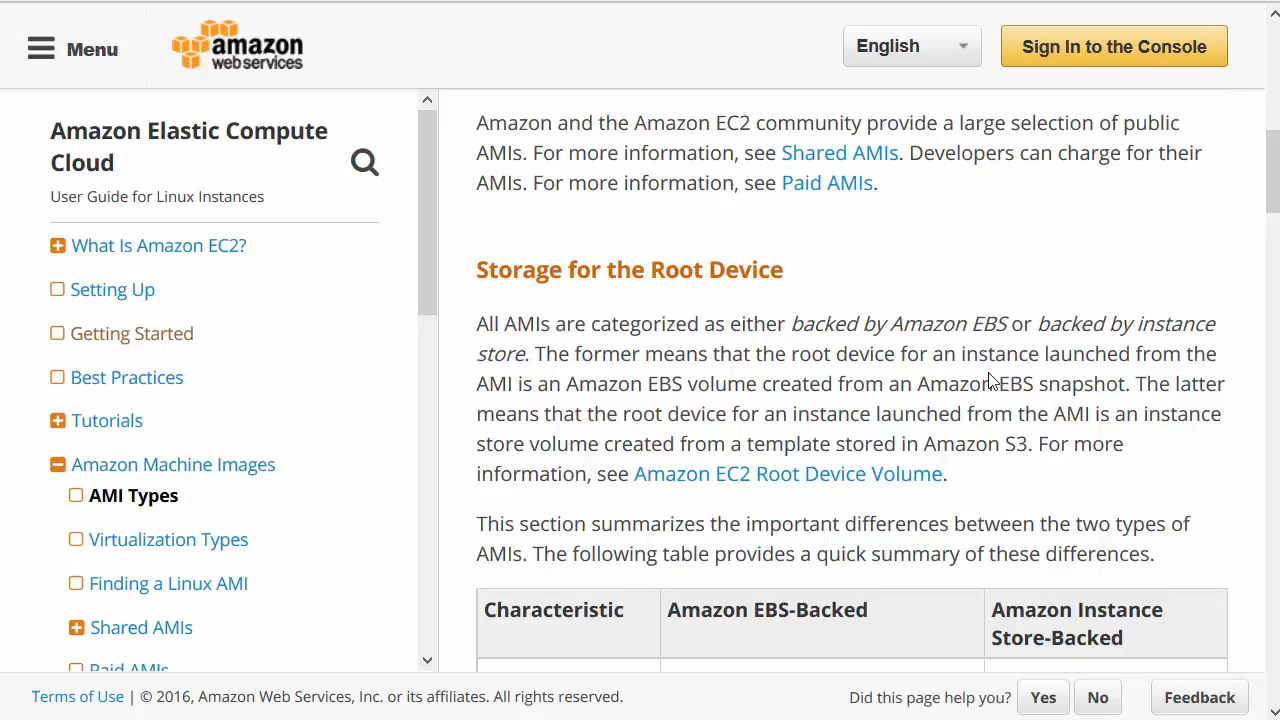 Menu
amazon
web services
English
Sign In to the Console
Amazon Elastic Compute
Cloud
User Guide for Linux Instances
What Is Amazon EC2?
Setting Up
Getting Started
Best Practices
Tutorials
Amazon Machine Images
AMI Types
Virtualization Types
Finding a Linux AMI
Shared AMIs
Paid AMIs
Amazon and the Amazon EC2 community provide a large selection of public
AMIs. For more information, see Shared AMIs. Developers can charge for their
AMIs. For more information, see Paid AMIs.
Storage for the Root Device
All AMIs are categorized as either backed by Amazon EBS or backed by instance
store. The former means that the root device for an instance launched from the
AMI is an Amazon EBS volume created from an Amazon EBS snapshot. The latter
means that the root device for an instance launched from the AMI is an instance
store volume created from a template stored in Amazon S3. For more
information, see Amazon EC2 Root Device Volume.
This section summarizes the important differences between the two types of
AMIs. The following table provides a quick summary of these differences.
Characteristic
Amazon EBS-Backed
Amazon Instance
Store-Backed
Terms of Use | © 2016, Amazon Web Services, Inc. or its affiliates. All rights reserved.
Did this page help you?
Yes
No
Feedback